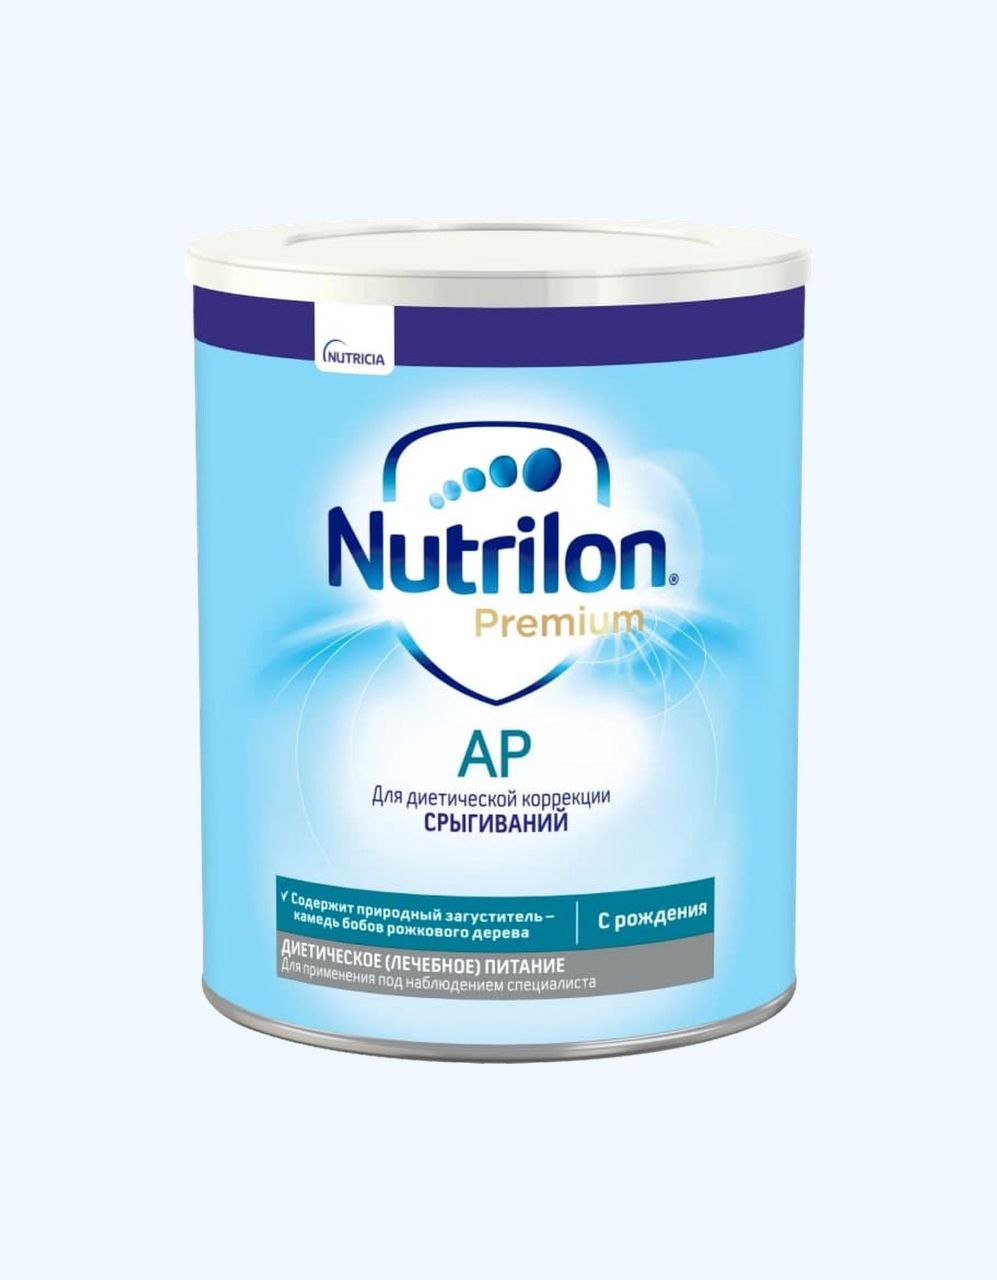 NUTRICIA
Nutrilon®
Premium
АР
Для диетической коррекции
СРЫГИВАНИЙ
✓ Содержит природный загуститель –
камедь бобов рожкового дерева
С рождения
ДИЕТИЧЕСКОЕ (ЛЕЧЕБНОЕ) ПИТАНИЕ
Для применения под наблюдением специалиста